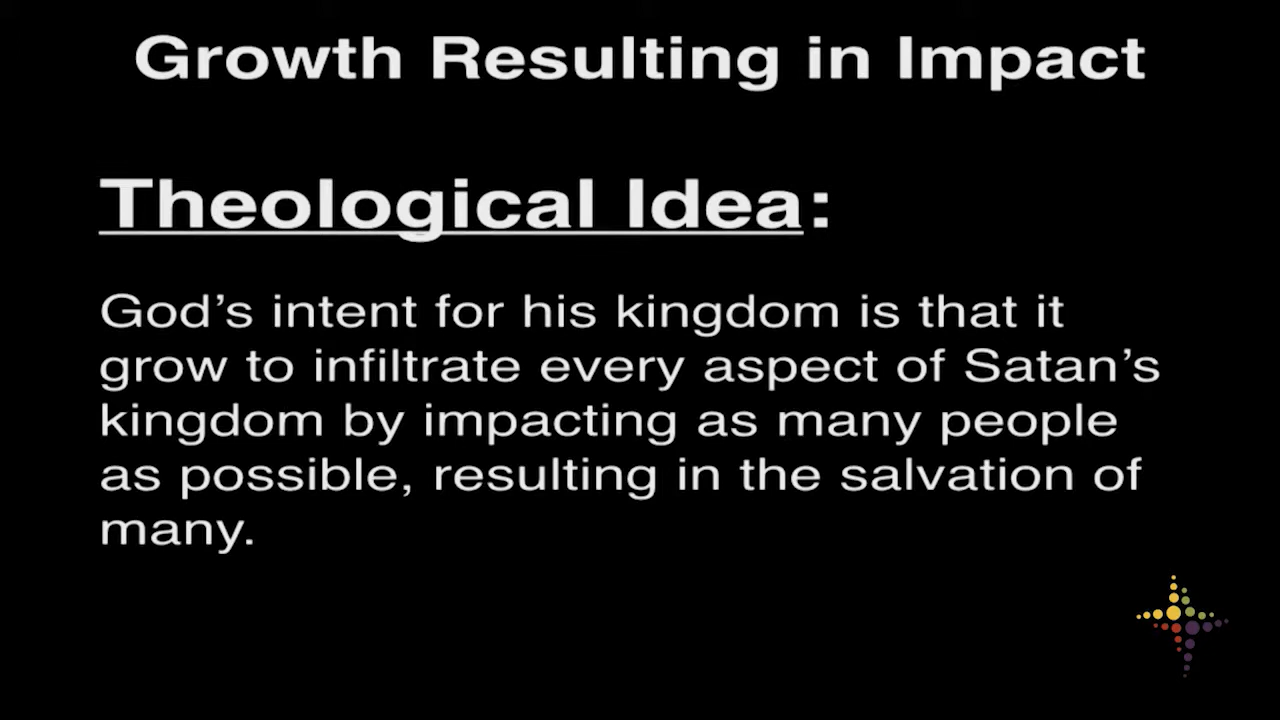 Growth Resulting in Impact
Theological Idea:
God’s intent for his kingdom is that it
grow to infiltrate every aspect of Satan’s
kingdom by impacting as many people
as possible, resulting in the salvation of
many.